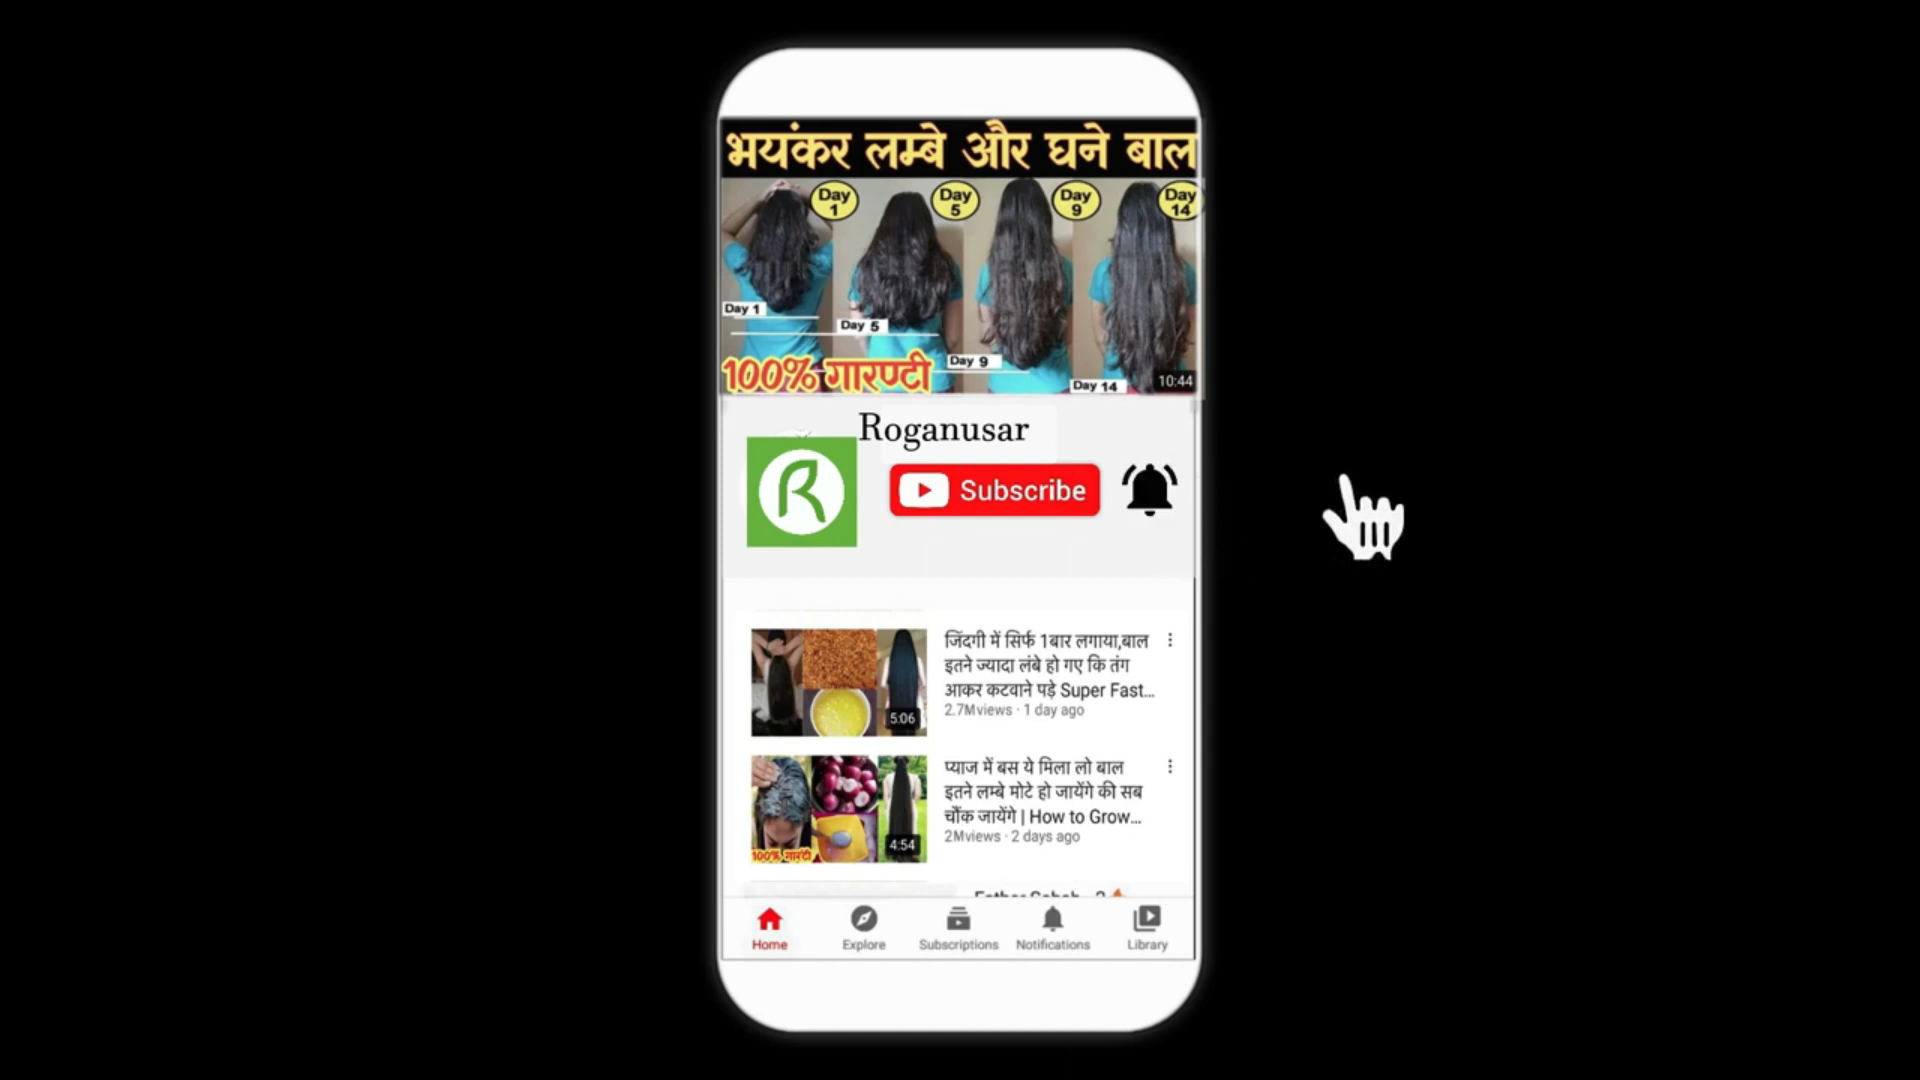 भयंकर लम्बे और घने बाल
Day 1
Day 5
Day 9
Day 14
Day 1
Day 5
Day 9
Day 14
100% गारण्टी
10:44
Roganusar
Subscribe
जिंदगी में सिर्फ 1बार लगाया,बाल
इतने ज्यादा लंबे हो गए कि तंग
आकर कटवाने पड़े Super Fast...
2.7Mviews · 1 day ago
5:06
प्याज में बस ये मिला लो बाल
इतने लम्बे मोटे हो जायेंगे की सब
चौंक जायेंगे | How to Grow...
2Mviews · 2 days ago
4:54
100% गारंटी
Home
Explore
Subscriptions
Notifications
Library